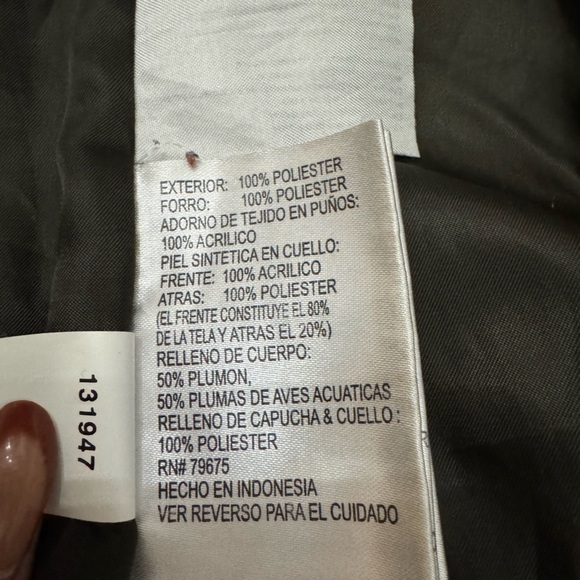 EXTERIOR: 100% POLIESTER
FORRO: 100% POLIESTER
ADORNO DE TEJIDO EN PUÑOS:
100% ACRILICO
PIEL SINTETICA EN CUELLO:
FRENTE: 100% ACRILICO
ATRAS: 100% POLIESTER
(EL FRENTE CONSTITUYE EL 80%
DE LA TELA Y ATRAS EL 20%)
RELLENO DE CUERPO:
50% PLUMON,
50% PLUMAS DE AVES ACUATICAS
RELLENO DE CAPUCHA & CUELLO :
100% POLIESTER
RN# 79675
HECHO EN INDONESIA
VER REVERSO PARA EL CUIDADO
131947